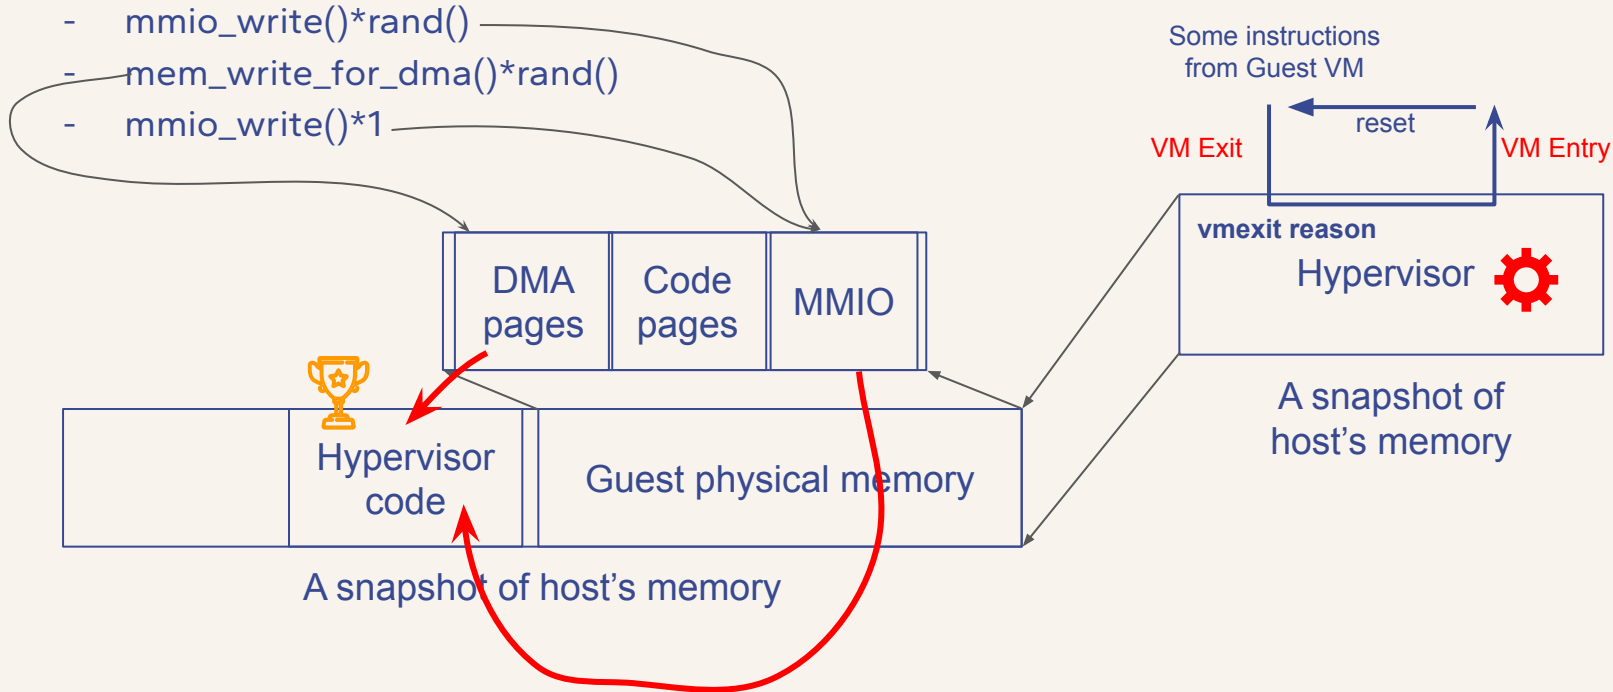 - mmio_write()*rand()
- mem_write_for_dma()*rand()
- mmio_write()*1
Some instructions
from Guest VM
reset
VM Exit
VM Entry
vmexit reason
Hypervisor
A snapshot of
host’s memory
DMA
pages
Code
pages
MMIO
Hypervisor
code
Guest physical memory
A snapshot of host’s memory